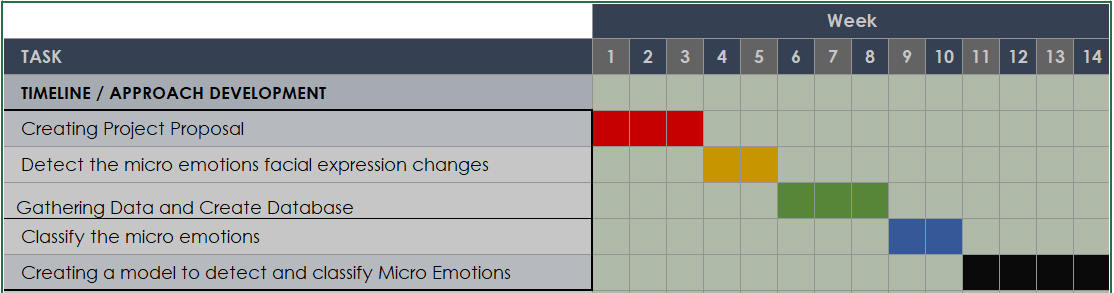 Week
TASK 1 2 3 4 5 6 7 8 9 10 11 12 13 14
TIMELINE / APPROACH DEVELOPMENT
Creating Project Proposal
Detect the micro emotions facial expression changes
Gathering Data and Create Database
Classify the micro emotions
Creating a model to detect and classify Micro Emotions